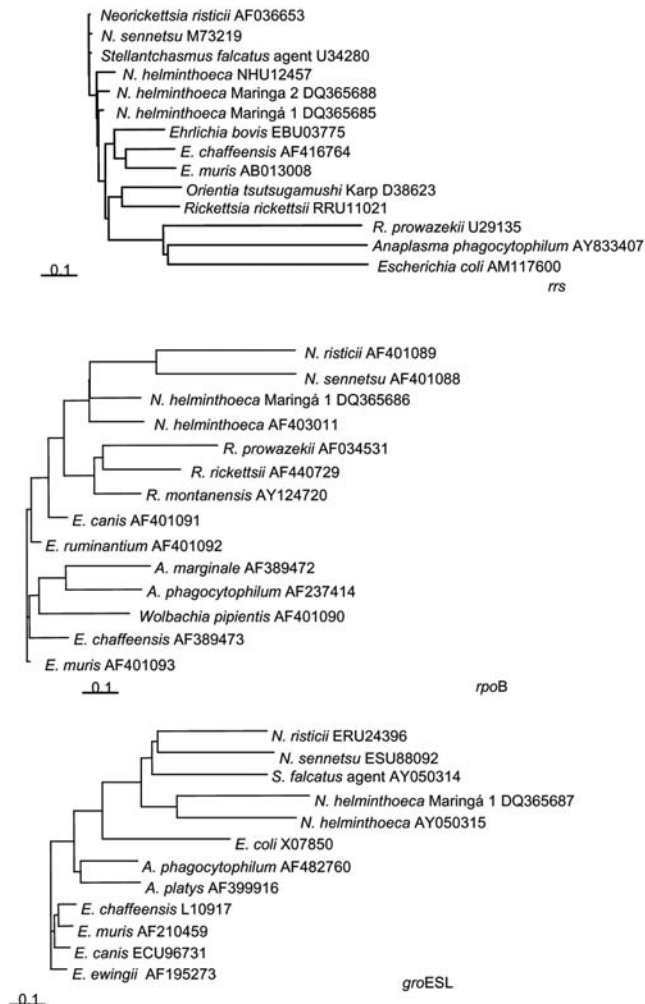 Neorickettsia risticii AF036653
N. sennetsu M73219
Stellantchasmus falcatus agent U34280
N. helminthoeca NHU12457
N. helminthoeca Maringa 2 DQ365688
N. helminthoeca Maringá 1 DQ365685
Ehrlichia bovis EBU03775
E. chaffeensis AF416764
E. muris AB013008
Orientia tsutsugamushi Karp D38623
Rickettsia rickettsii RRU11021
R. prowazekii U29135
Anaplasma phagocytophilum AY833407
Escherichia coli AM117600
0.1
rrs
N. risticii AF401089
N. sennetsu AF401088
N. helminthoeca Maringá 1 DQ365686
N. helminthoeca AF403011
R. prowazekii AF034531
R. rickettsii AF440729
R. montanensis AY124720
E. canis AF401091
E. ruminantium AF401092
A. marginale AF389472
A. phagocytophilum AF237414
Wolbachia pipientis AF401090
E. chaffeensis AF389473
E. muris AF401093
0.1
rpoB
N. risticii ERU24396
N. sennetsu ESU88092
S. falcatus agent AY050314
N. helminthoeca Maringá 1 DQ365687
N. helminthoeca AY050315
E. coli X07850
A. phagocytophilum AF482760
A. platys AF399916
E. chaffeensis L10917
E. muris AF210459
E. canis ECU96731
E. ewingii AF195273
groESL
0.1